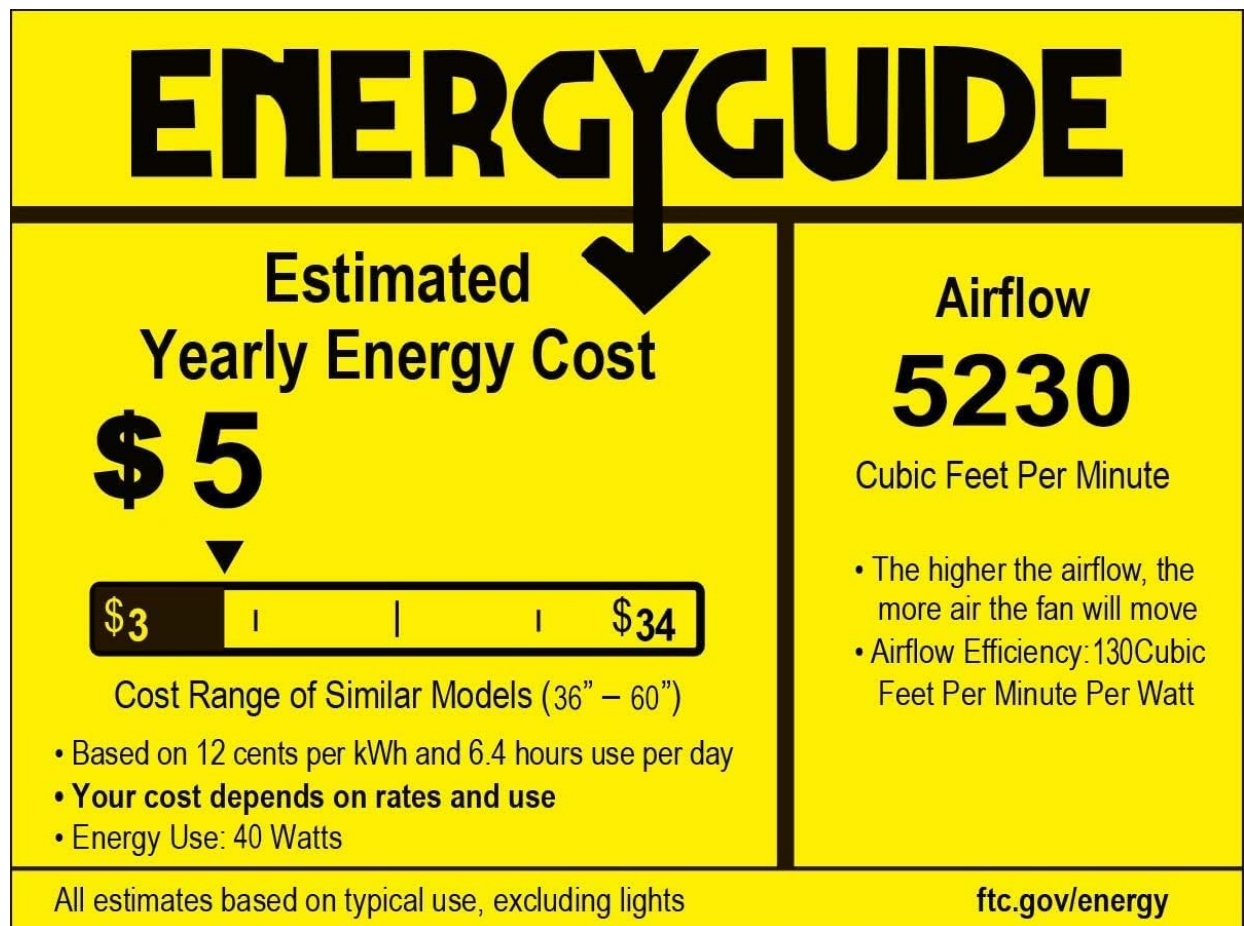 ENERGYGUIDE
Estimated
Yearly Energy Cost
$ 5
$3
$34
Cost Range of Similar Models (36” – 60”)
• Based on 12 cents per kWh and 6.4 hours use per day
• Your cost depends on rates and use
• Energy Use: 40 Watts
Airflow
5230
Cubic Feet Per Minute
• The higher the airflow, the
more air the fan will move
• Airflow Efficiency:130Cubic
Feet Per Minute Per Watt
All estimates based on typical use, excluding lights
ftc.gov/energy